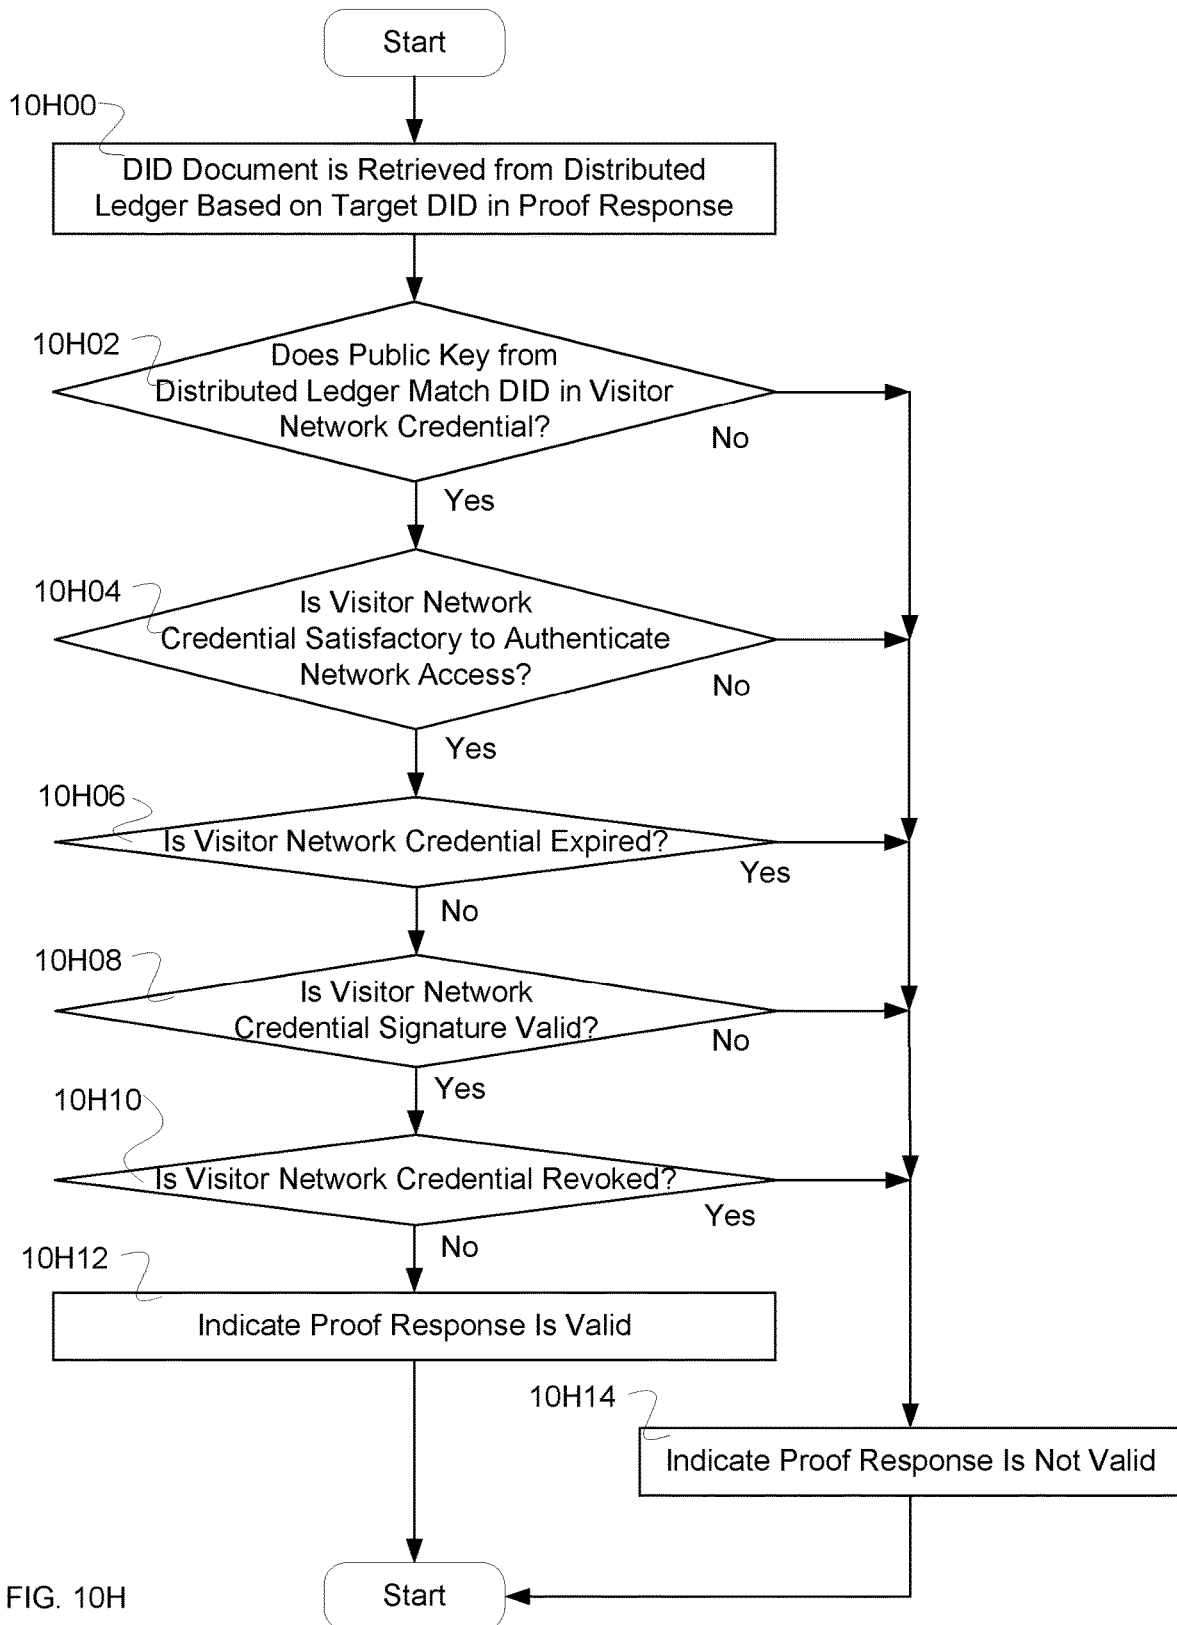 Start
10H00
DID Document is Retrieved from Distributed
Ledger Based on Target DID in Proof Response
10H02
Does Public Key from
Distributed Ledger Match DID in Visitor
Network Credential?
No
Yes
10H04
Is Visitor Network
Credential Satisfactory to Authenticate
Network Access?
No
Yes
10H06
Is Visitor Network Credential Expired?
Yes
No
10H08
Is Visitor Network
Credential Signature Valid?
No
Yes
10H10
Is Visitor Network Credential Revoked?
Yes
No
10H12
Indicate Proof Response Is Valid
10H14
Indicate Proof Response Is Not Valid
Start
FIG. 10H